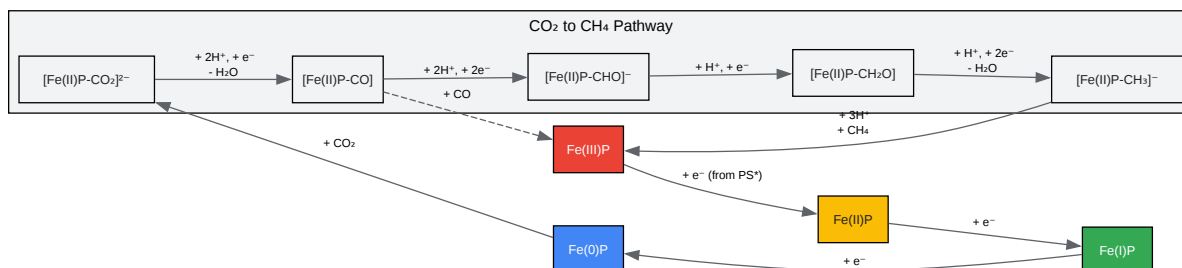 CO₂ to CH₄ Pathway
+ 2H⁺, + e⁻
- H₂O
+ 2H⁺, + 2e⁻
+ H⁺, + e⁻
+ H⁺, + 2e⁻
- H₂O
[Fe(II)P-CO₂]²⁻
[Fe(II)P-CO]
[Fe(II)P-CHO]⁻
[Fe(II)P-CH₂O]
[Fe(II)P-CH₃]⁻
+ CO
+ 3H⁺
+ CH₄
+ CO₂
Fe(III)P
+ e⁻ (from PS*)
Fe(II)P
+ e⁻
Fe(0)P
Fe(I)P
+ e⁻